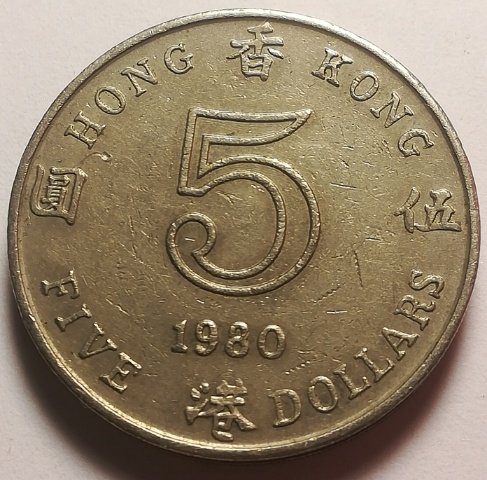 HONG 香 KONG
5
圓 伍
1980
FIVE 港 DOLLARS